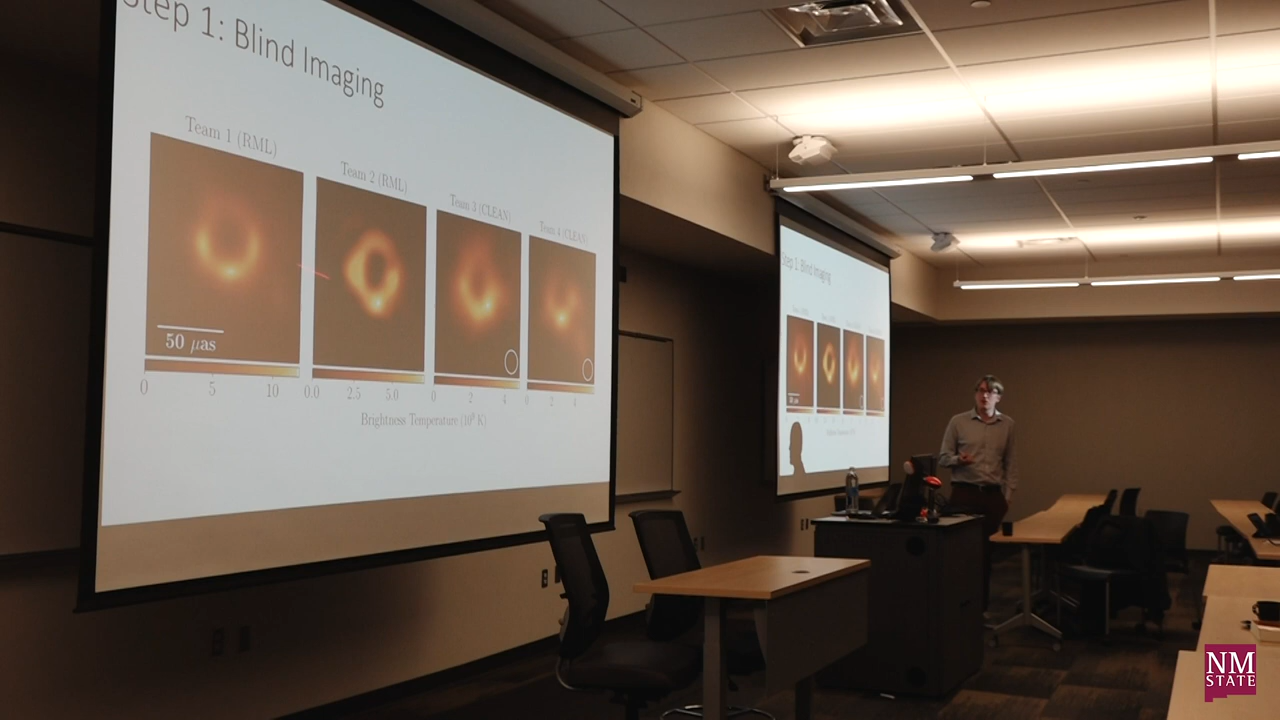 Step 1: Blind Imaging
Team 1 (RML)
Team 2 (RML)
Team 3 (CLEAN)
Team 4 (CLEAN)
50 μas
0 5 10 0.0 2.5 5.0 0 2 4 0 2 4
Brightness Temperature (10⁹ K)
Step 1: Blind Imaging
50 μas
NM
STATE